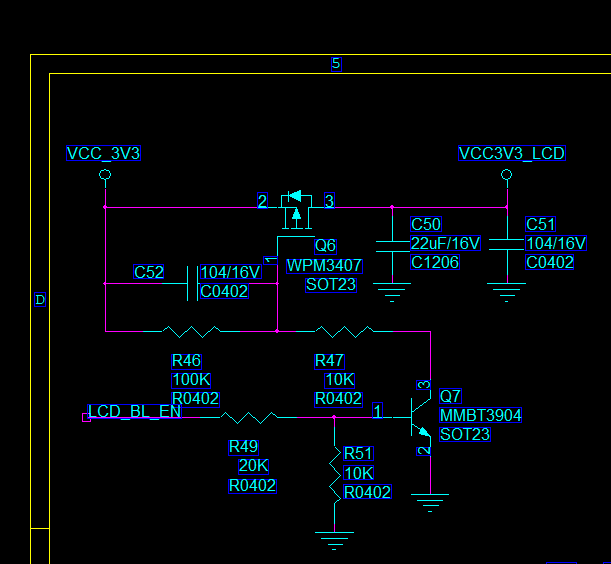 5
VCC_3V3
VCC3V3_LCD
2
3
1
Q6
WPM3407
SOT23
C50
22uF/16V
C1206
C51
104/16V
C0402
C52
104/16V
C0402
D
R46
100K
R0402
R47
10K
R0402
LCD_BL_EN
R49
20K
R0402
R51
10K
R0402
1
3
2
Q7
MMBT3904
SOT23